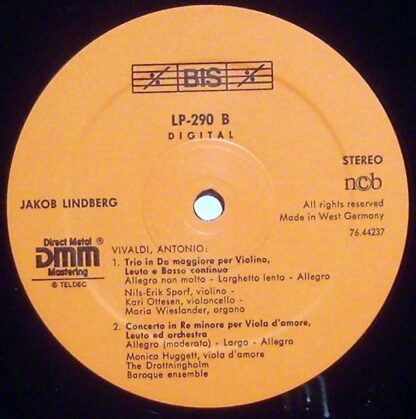 BIS
LP-290 B
DIGITAL
STEREO
ncb
JAKOB LINDBERG
All rights reserved
Made in West Germany
76.44237
Direct Metal
DMM®
Mastering
℗ TELDEC
VIVALDI, ANTONIO:
1. Trio in Do maggiore per Violino,
Leuto e Basso continuo
Allegro non molto - Larghetto lento - Allegro
Nils-Erik Sparf, violino -
Kari Ottesen, violoncello -
Maria Wieslander, organo
2. Concerto in Re minore per Viola d'amore,
Leuto ed orchestra
Allegro (moderato) - Largo - Allegro
Monica Huggett, viola d'amore
The Drottningholm
Baroque ensemble